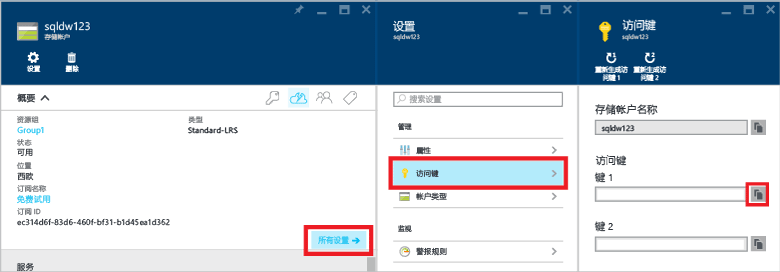 sqldw123
存储帐户
设置
删除
概要
资源组
Group1
类型
Standard-LRS
状态
可用
位置
西欧
订阅名称
免费试用
订阅 ID
ec314d6f-83d6-460f-bf31-b1d45ea1d362
所有设置
服务
设置
sqldw123
搜索设置
管理
属性
访问键
帐户类型
监视
警报规则
访问键
sqldw123
重新生成访
问键 1
重新生成访
问键 2
存储帐户名称
sqldw123
访问键
键 1
键 2